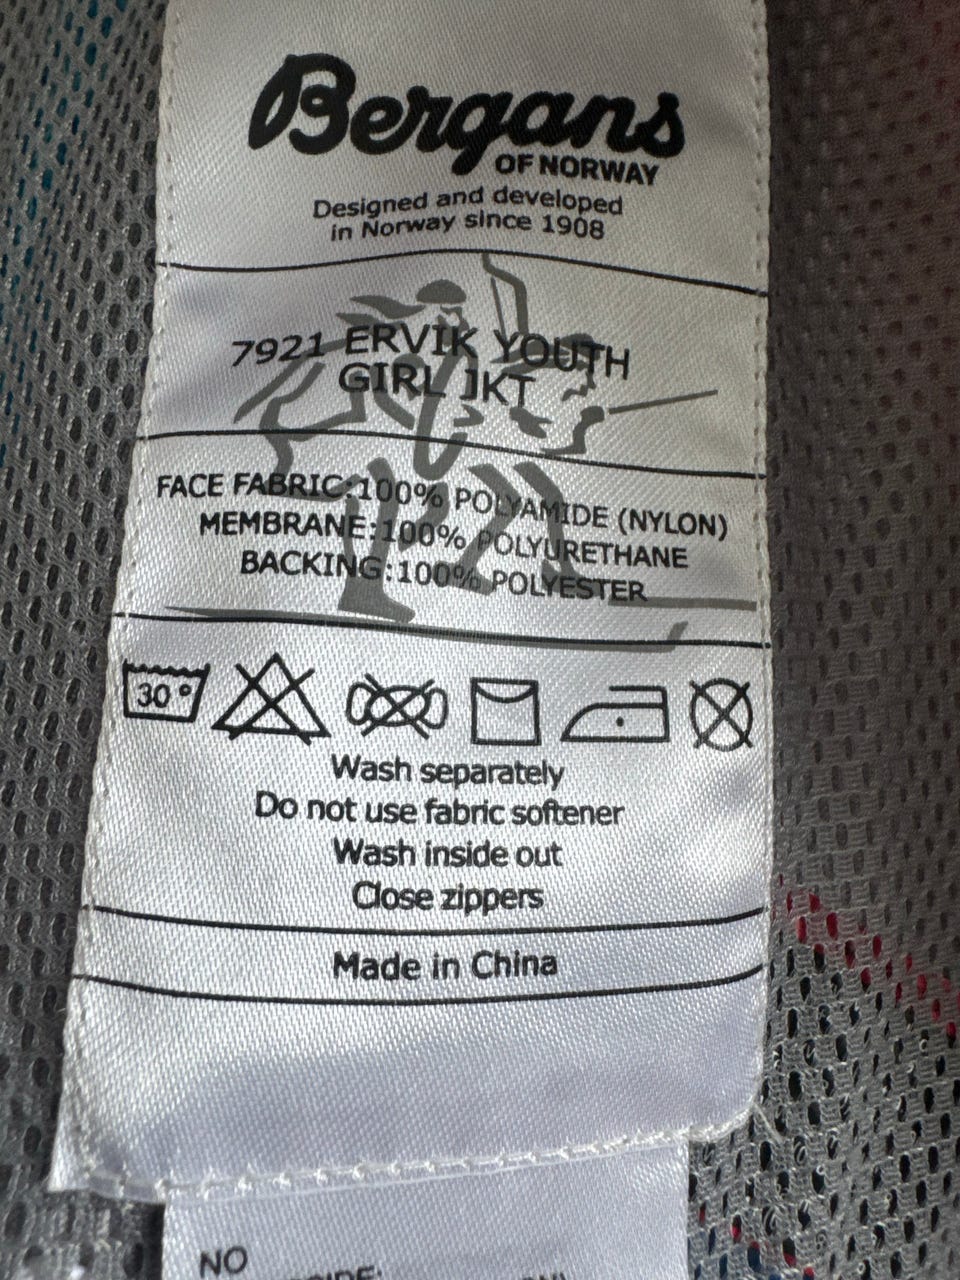 Bergans
OF NORWAY
Designed and developed
in Norway since 1908
7921 ERVIK YOUTH
GIRL JKT
FACE FABRIC:100% POLYAMIDE (NYLON)
MEMBRANE:100% POLYURETHANE
BACKING:100% POLYESTER
30°
Wash separately
Do not use fabric softener
Wash inside out
Close zippers
Made in China
NO